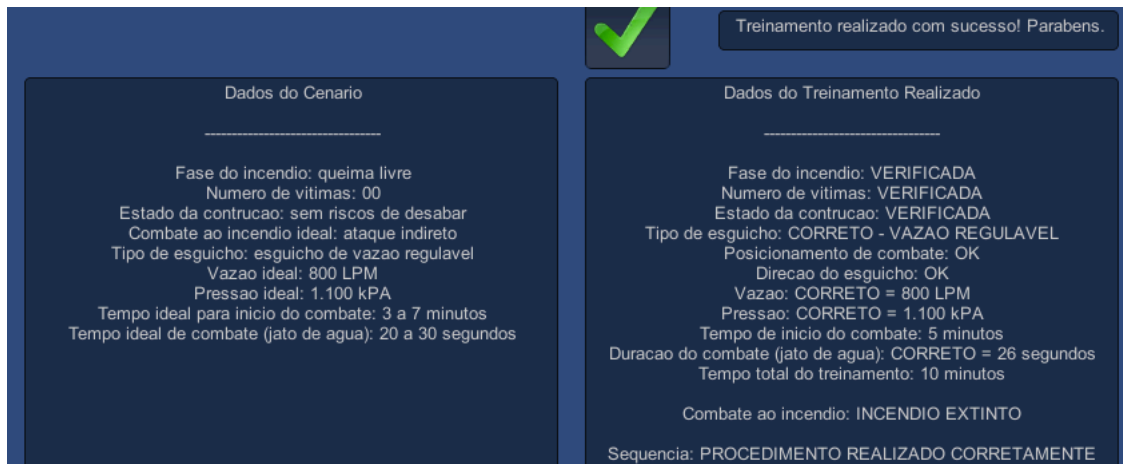 Treinamento realizado com sucesso! Parabens.
Dados do Cenario
--------------------------------
Fase do incendio: queima livre
Numero de vitimas: 00
Estado da contrucao: sem riscos de desabar
Combate ao incendio ideal: ataque indireto
Tipo de esguicho: esguicho de vazao regulavel
Vazao ideal: 800 LPM
Pressao ideal: 1.100 kPA
Tempo ideal para inicio do combate: 3 a 7 minutos
Tempo ideal de combate (jato de agua): 20 a 30 segundos
Dados do Treinamento Realizado
--------------------------------
Fase do incendio: VERIFICADA
Numero de vitimas: VERIFICADA
Estado da contrucao: VERIFICADA
Tipo de esguicho: CORRETO - VAZAO REGULAVEL
Posicionamento de combate: OK
Direcao do esguicho: OK
Vazao: CORRETO = 800 LPM
Pressao: CORRETO = 1.100 kPA
Tempo de inicio do combate: 5 minutos
Duracao do combate (jato de agua): CORRETO = 26 segundos
Tempo total do treinamento: 10 minutos
Combate ao incendio: INCENDIO EXTINTO
Sequencia: PROCEDIMENTO REALIZADO CORRETAMENTE